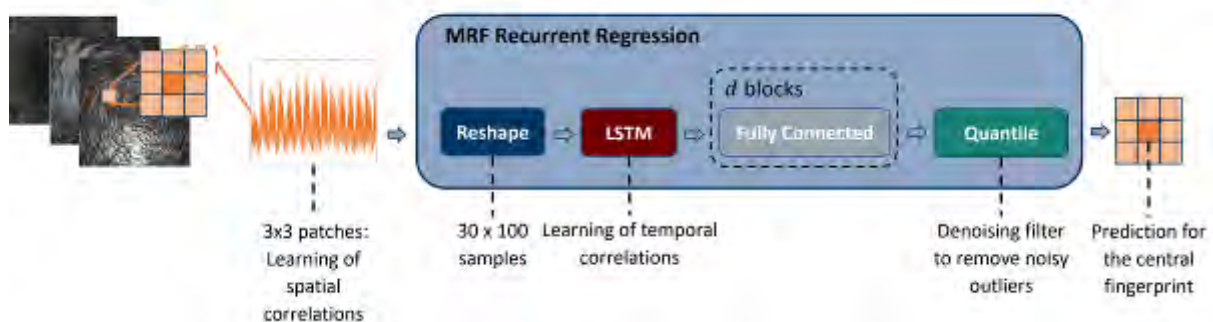 MRF Recurrent Regression
d blocks
Reshape
LSTM
Fully Connected
Quantile
3x3 patches:
Learning of
spatial
correlations
30 x 100
samples
Learning of temporal
correlations
Denoising filter
to remove noisy
outliers
Prediction for
the central
fingerprint